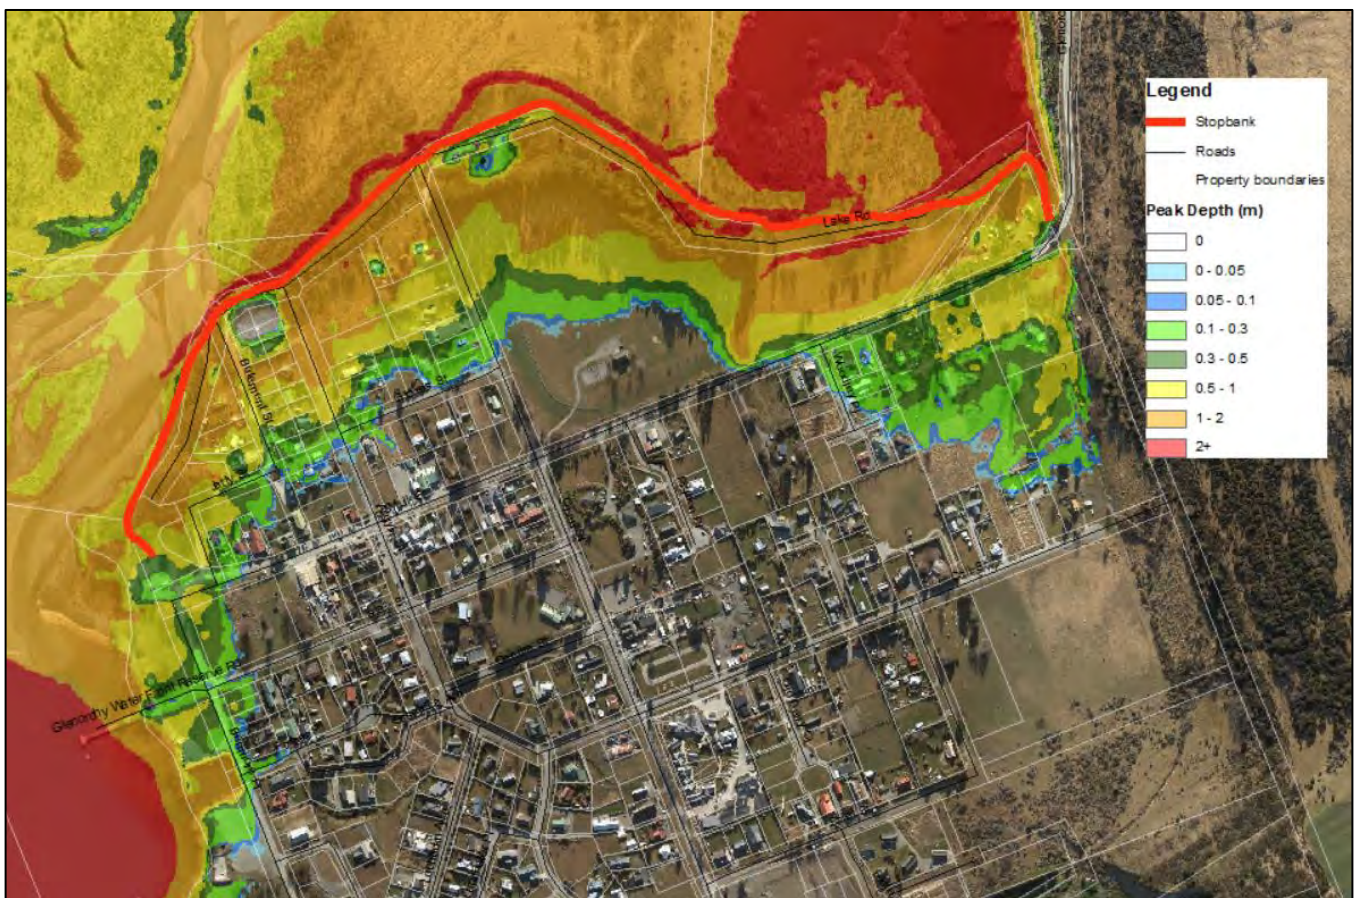 Legend
Stopbank
Roads
Property boundaries
Peak Depth (m)
0
0 - 0.05
0.05 - 0.1
0.1 - 0.3
0.3 - 0.5
0.5 - 1
1 - 2
2+
Lake Rd
Glenorchy Water Front Reserve Rd